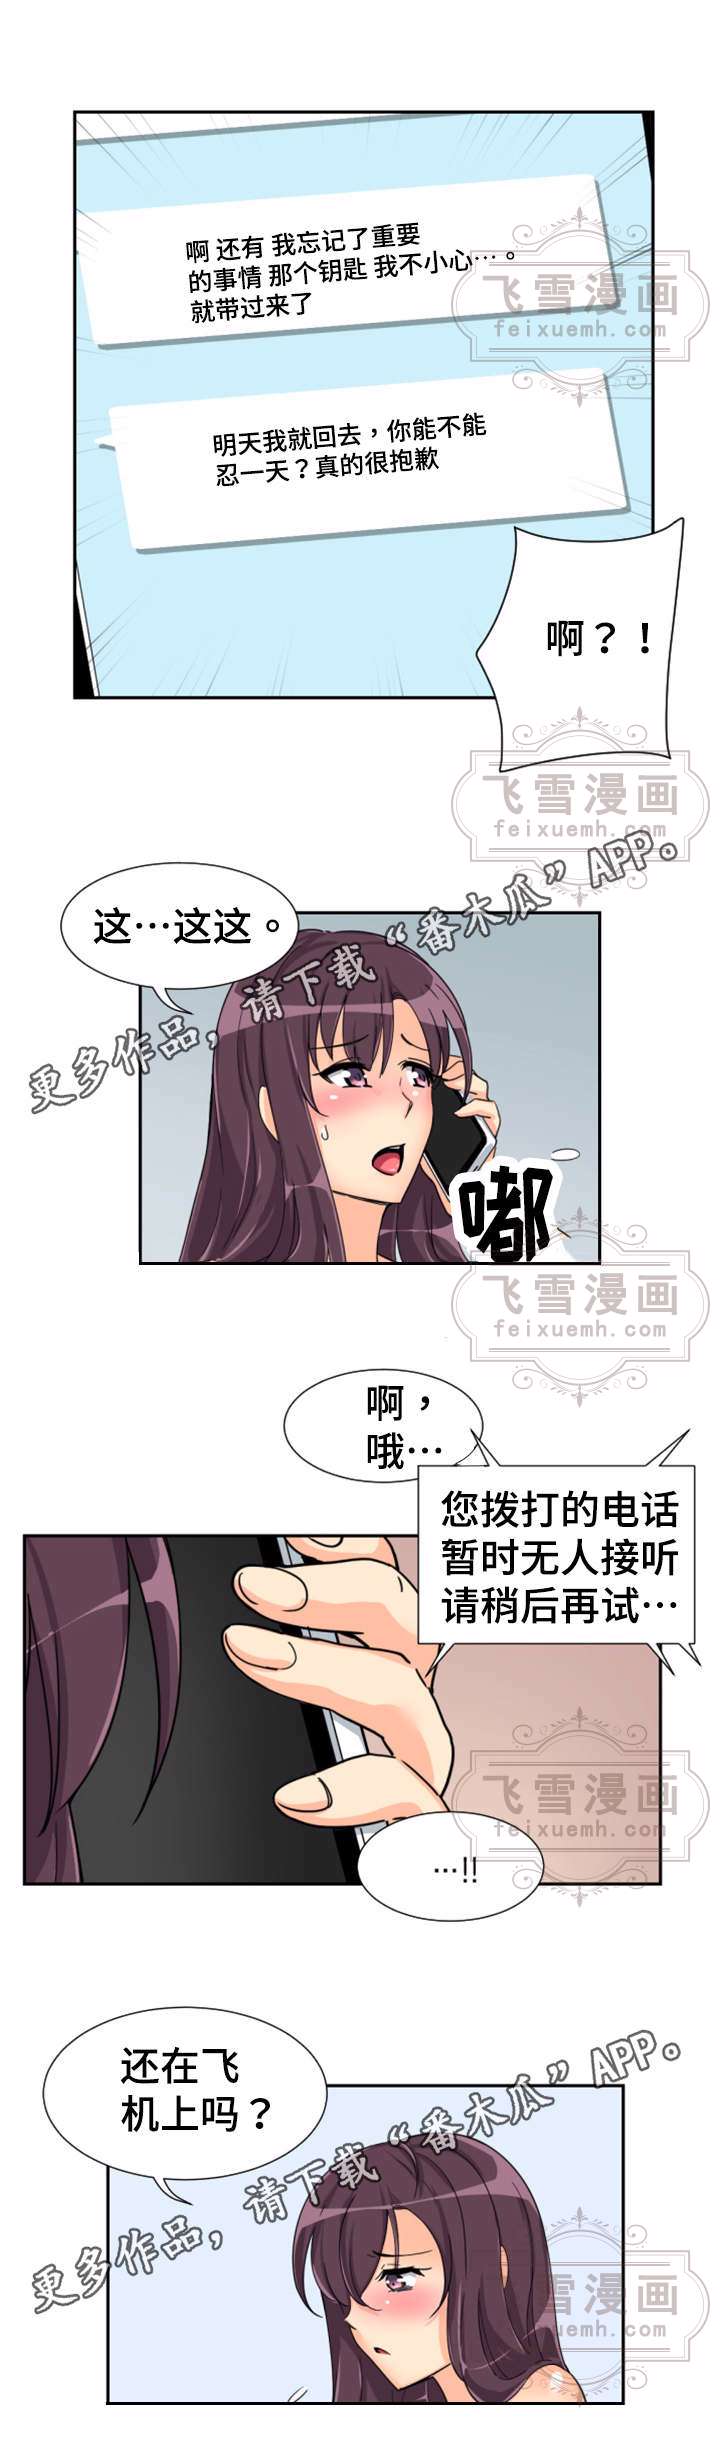 啊 还有 我忘记了重要
的事情 那个钥匙 我不小心…。
就带过来了
飞雪漫画
feixuemh.com
明天我就回去，你能不能
忍一天？真的很抱歉
啊？！
飞雪漫画
feixuemh.com
更多作品，请下载“番木瓜”APP。
这…这这。
嘟
飞雪漫画
feixuemh.com
啊，
哦…
您拨打的电话
暂时无人接听
请稍后再试…
飞雪漫画
feixuemh.com
…!!
还在飞
机上吗？
更多作品，请下载“番木瓜”APP。
飞雪漫画
feixuemh.com